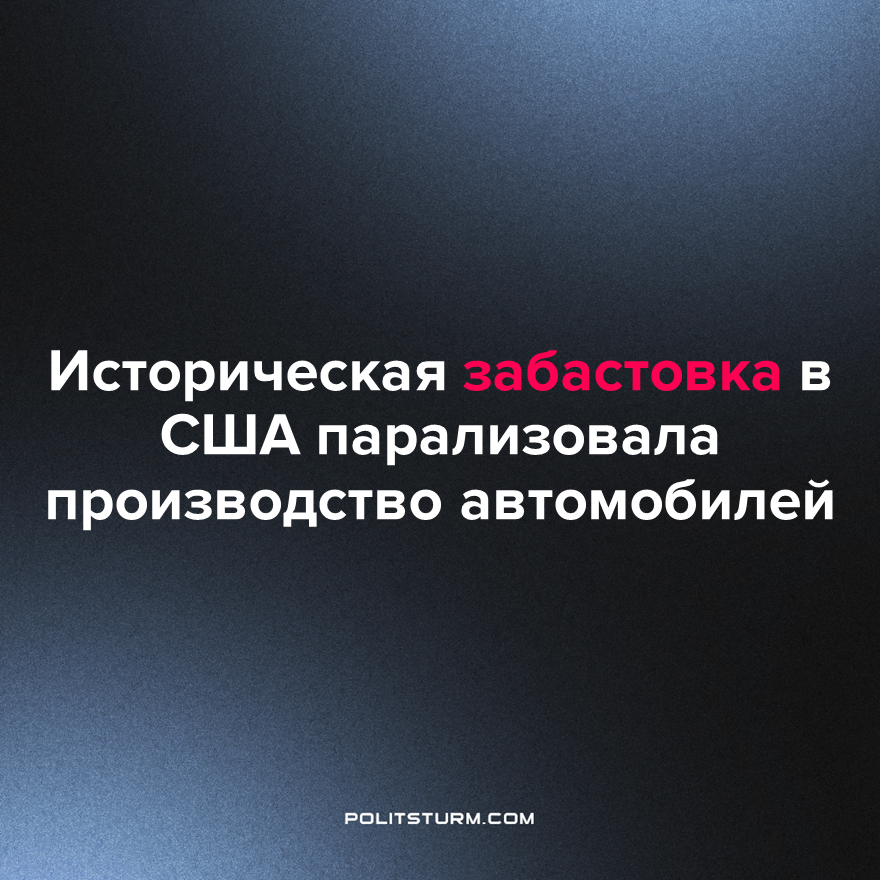 Историческая забастовка в
США парализовала
производство автомобилей
POLITSTURM.COM